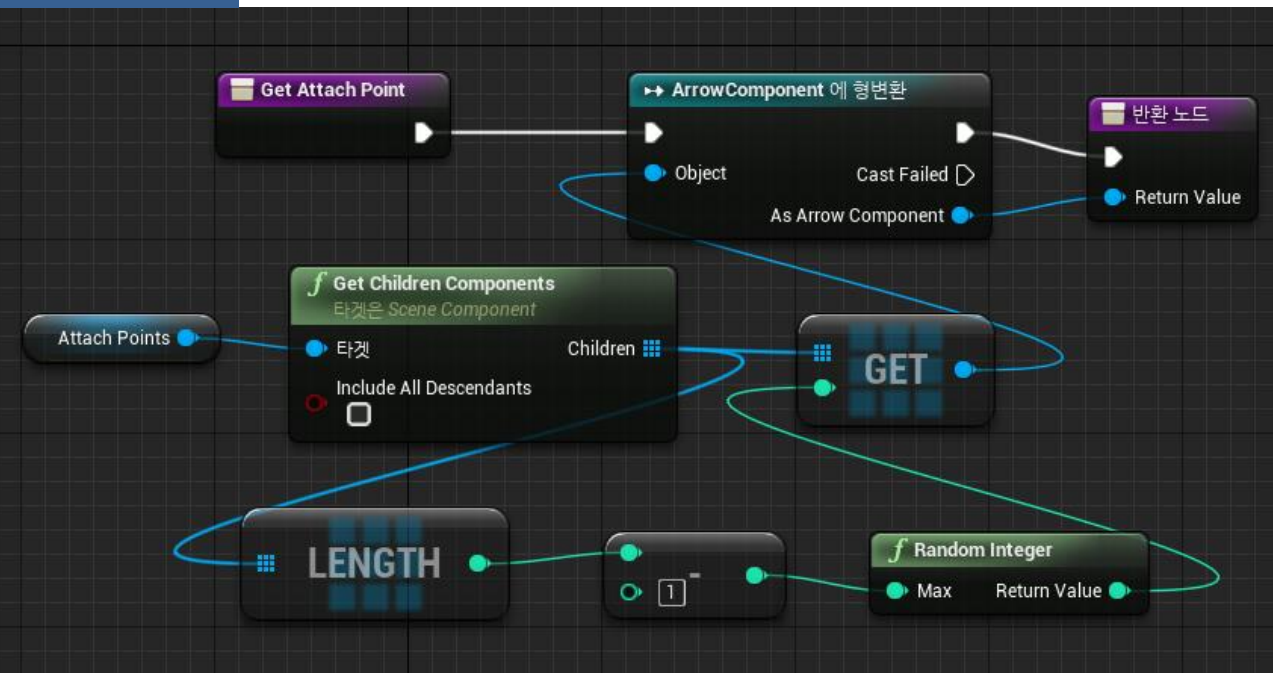 Get Attach Point
ArrowComponent 에 형변환
반환 노드
Object
Cast Failed
As Arrow Component
Return Value
Get Children Components
타겟은 Scene Component
Attach Points
타겟
Children
Include All Descendants
GET
LENGTH
-
1
Random Integer
Max
Return Value